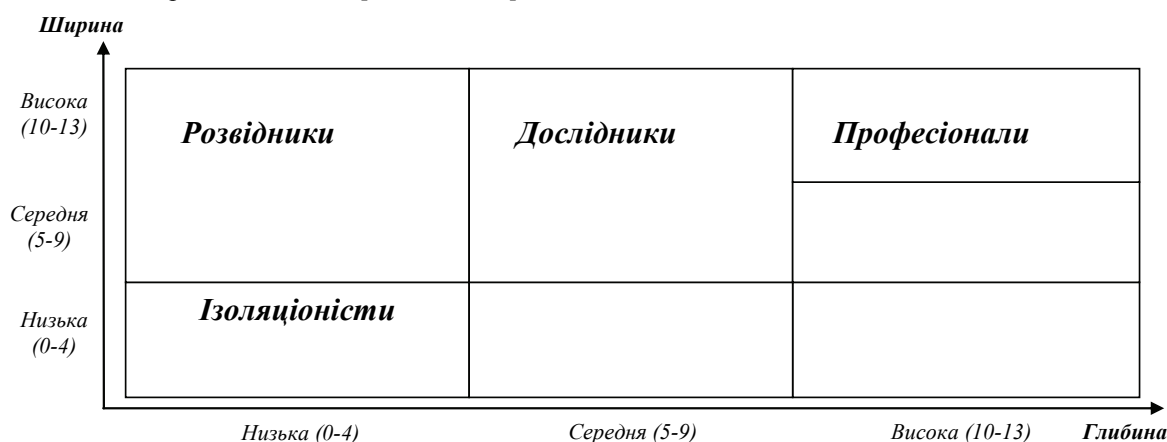 Ширина
Висока
(10-13)
Розвідники
Дослідники
Професіонали
Середня
(5-9)
Ізоляціоністи
Низька
(0-4)
Низька (0-4)
Середня (5-9)
Висока (10-13)
Глибина